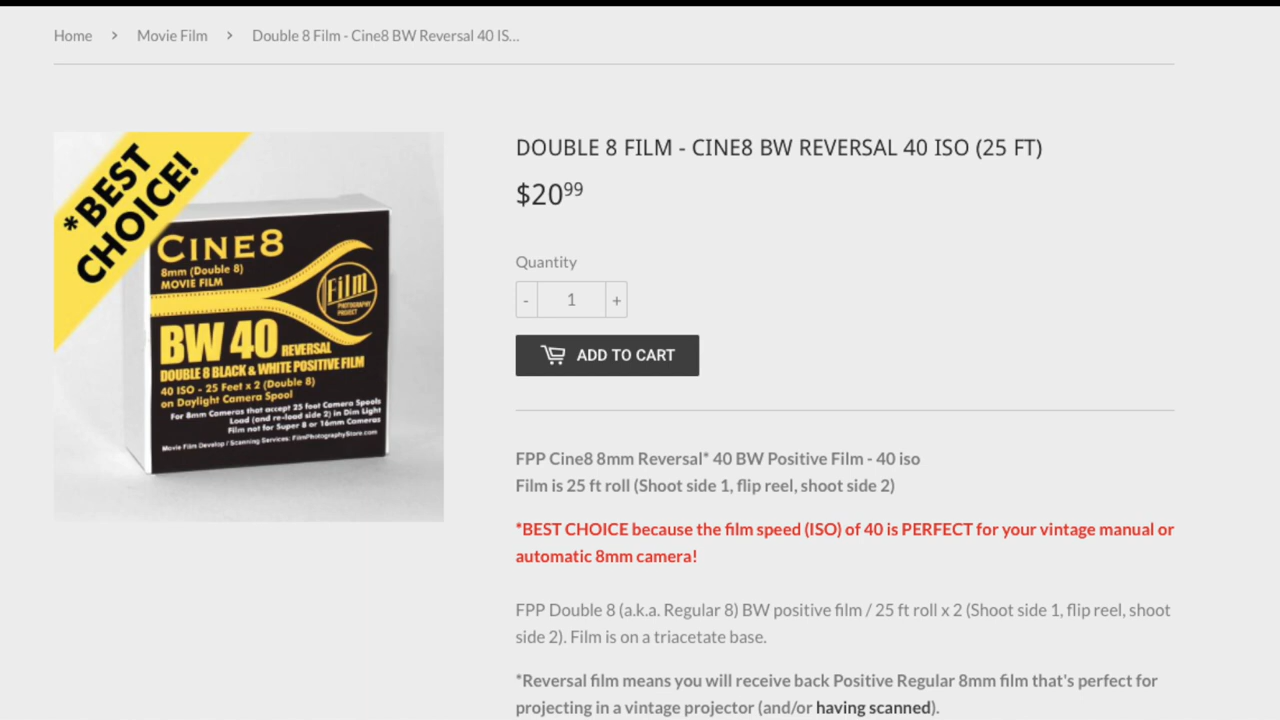 Home > Movie Film > Double 8 Film - Cine8 BW Reversal 40 IS...
*BEST
CHOICE!
CINE8
8mm (Double 8)
MOVIE FILM
Film
PHOTOGRAPHY
PROJECT
BW 40 REVERSAL
DOUBLE 8 BLACK & WHITE POSITIVE FILM
40 ISO - 25 Feet x 2 (Double 8)
on Daylight Camera Spool
For 8mm Cameras that accept 25 foot Camera Spools
Load (and re-load side 2) in Dim Light
Film not for Super 8 or 16mm Cameras
Movie Film Develop / Scanning Services: FilmPhotographyStore.com
DOUBLE 8 FILM - CINE8 BW REVERSAL 40 ISO (25 FT)
$20⁹⁹
Quantity
- 1 +
ADD TO CART
FPP Cine8 8mm Reversal* 40 BW Positive Film - 40 iso
Film is 25 ft roll (Shoot side 1, flip reel, shoot side 2)
*BEST CHOICE because the film speed (ISO) of 40 is PERFECT for your vintage manual or
automatic 8mm camera!
FPP Double 8 (a.k.a. Regular 8) BW positive film / 25 ft roll x 2 (Shoot side 1, flip reel, shoot
side 2). Film is on a triacetate base.
*Reversal film means you will receive back Positive Regular 8mm film that's perfect for
projecting in a vintage projector (and/or having scanned).